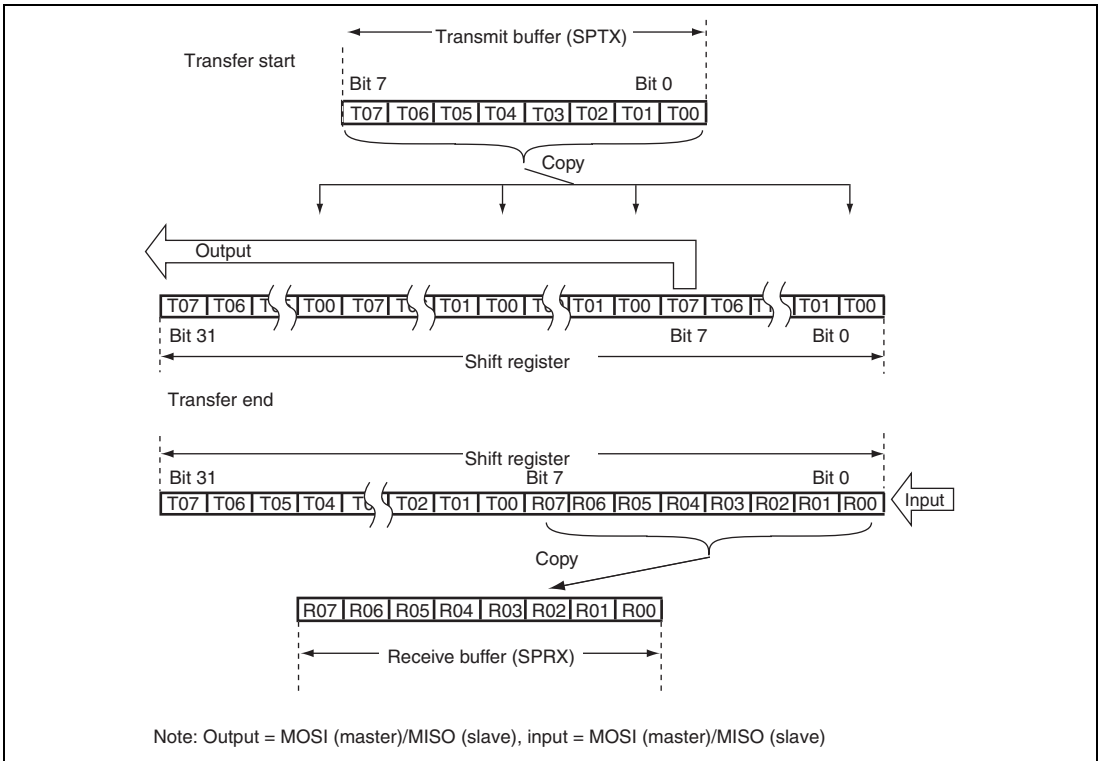 Transmit buffer (SPTX)
Transfer start
Bit 7 Bit 0
T07 T06 T05 T04 T03 T02 T01 T00
Copy
Output
T07 T06 T00 T07 T01 T00 T01 T00 T07 T06 T01 T00
Bit 31 Bit 7 Bit 0
Shift register
Transfer end
Shift register
Bit 31 Bit 7 Bit 0
T07 T06 T05 T04 T02 T01 T00 R07 R06 R05 R04 R03 R02 R01 R00 Input
Copy
R07 R06 R05 R04 R03 R02 R01 R00
Receive buffer (SPRX)
Note: Output = MOSI (master)/MISO (slave), input = MOSI (master)/MISO (slave)